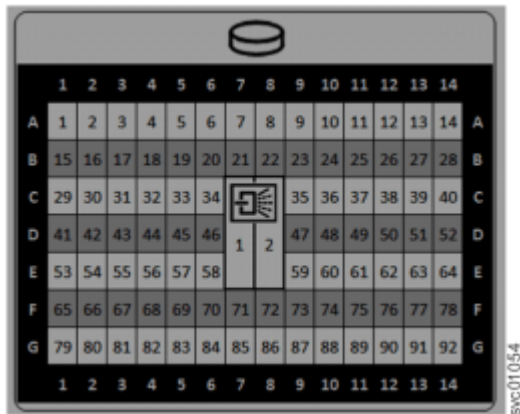 1 2 3 4 5 6 7 8 9 10 11 12 13 14
A 1 2 3 4 5 6 7 8 9 10 11 12 13 14 A
B 15 16 17 18 19 20 21 22 23 24 25 26 27 28 B
C 29 30 31 32 33 34 35 36 37 38 39 40 C
D 41 42 43 44 45 46 1 2 47 48 49 50 51 52 D
E 53 54 55 56 57 58 59 60 61 62 63 64 E
F 65 66 67 68 69 70 71 72 73 74 75 76 77 78 F
G 79 80 81 82 83 84 85 86 87 88 89 90 91 92 G
1 2 3 4 5 6 7 8 9 10 11 12 13 14
svc01054